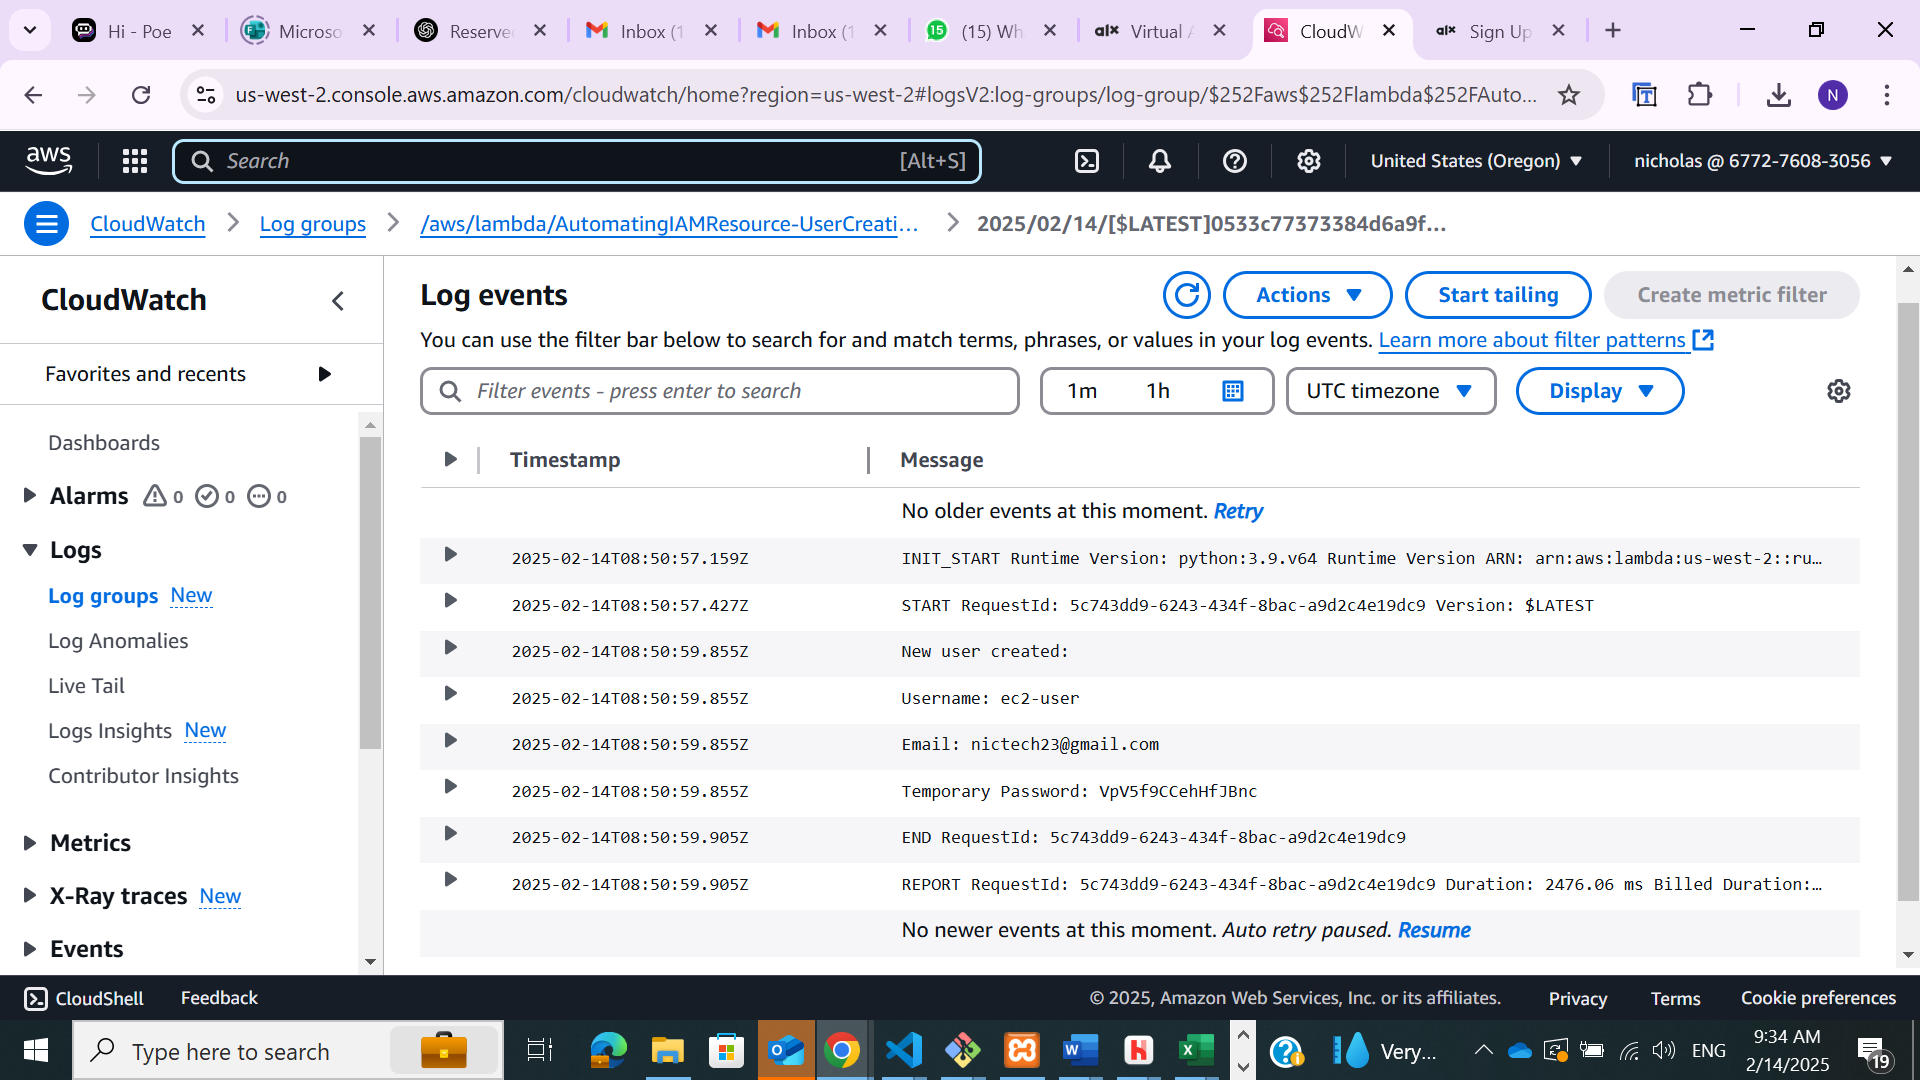 Hi - Poe
Microso
Reserve
Inbox (1
Inbox (1
(15) Wh
Virtual A
CloudW
Sign Up
us-west-2.console.aws.amazon.com/cloudwatch/home?region=us-west-2#logsV2:log-groups/log-group/$252Faws$252Flambda$252FAuto...
N
aws
Search
[Alt+S]
United States (Oregon)
nicholas @ 6772-7608-3056
CloudWatch
Log groups
/aws/lambda/AutomatingIAMResource-UserCreati...
2025/02/14/[$LATEST]0533c77373384d6a9f...
CloudWatch
Favorites and recents
Dashboards
Alarms 0 0 0
Logs
Log groups New
Log Anomalies
Live Tail
Logs Insights New
Contributor Insights
Metrics
X-Ray traces New
Events
Log events
Actions
Start tailing
Create metric filter
You can use the filter bar below to search for and match terms, phrases, or values in your log events. Learn more about filter patterns
Filter events - press enter to search
1m 1h
UTC timezone
Display
Timestamp Message
No older events at this moment. Retry
2025-02-14T08:50:57.159Z INIT_START Runtime Version: python:3.9.v64 Runtime Version ARN: arn:aws:lambda:us-west-2::ru...
2025-02-14T08:50:57.427Z START RequestId: 5c743dd9-6243-434f-8bac-a9d2c4e19dc9 Version: $LATEST
2025-02-14T08:50:59.855Z New user created:
2025-02-14T08:50:59.855Z Username: ec2-user
2025-02-14T08:50:59.855Z Email: nictech23@gmail.com
2025-02-14T08:50:59.855Z Temporary Password: VpV5f9CCehHfJBnc
2025-02-14T08:50:59.905Z END RequestId: 5c743dd9-6243-434f-8bac-a9d2c4e19dc9
2025-02-14T08:50:59.905Z REPORT RequestId: 5c743dd9-6243-434f-8bac-a9d2c4e19dc9 Duration: 2476.06 ms Billed Duration:...
No newer events at this moment. Auto retry paused. Resume
CloudShell
Feedback
© 2025, Amazon Web Services, Inc. or its affiliates.
Privacy
Terms
Cookie preferences
Type here to search
Very...
ENG
9:34 AM
2/14/2025
19